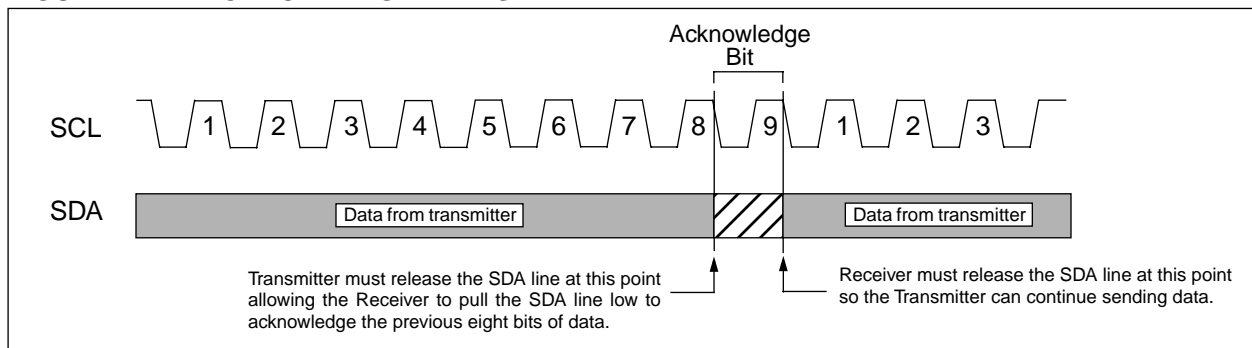 Acknowledge
Bit
SCL
1 2 3 4 5 6 7 8 9 1 2 3
SDA
Data from transmitter
Data from transmitter
Transmitter must release the SDA line at this point
allowing the Receiver to pull the SDA line low to
acknowledge the previous eight bits of data.
Receiver must release the SDA line at this point
so the Transmitter can continue sending data.